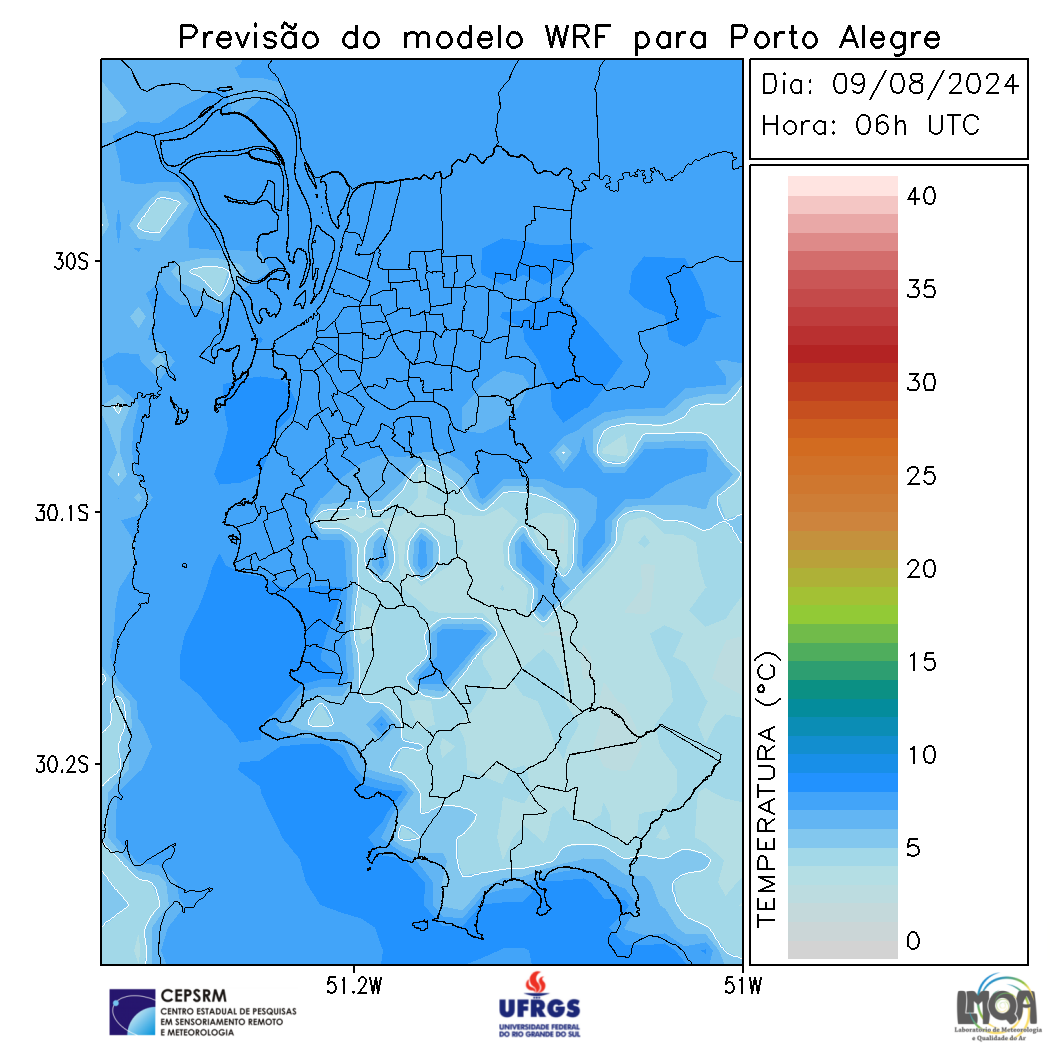 Previsão do modelo WRF para Porto Alegre
Dia: 09/08/2024
Hora: 06h UTC
40
35
30
25
20
15
10
5
0
TEMPERATURA (°C)
30S
30.1S
30.2S
51.2W
51W
5
CEPSRM
CENTRO ESTADUAL DE PESQUISAS
EM SENSORIAMENTO REMOTO
E METEOROLOGIA
UFRGS
UNIVERSIDADE FEDERAL
DO RIO GRANDE DO SUL
LMQA
Laboratório de Meteorologia
e Qualidade do Ar